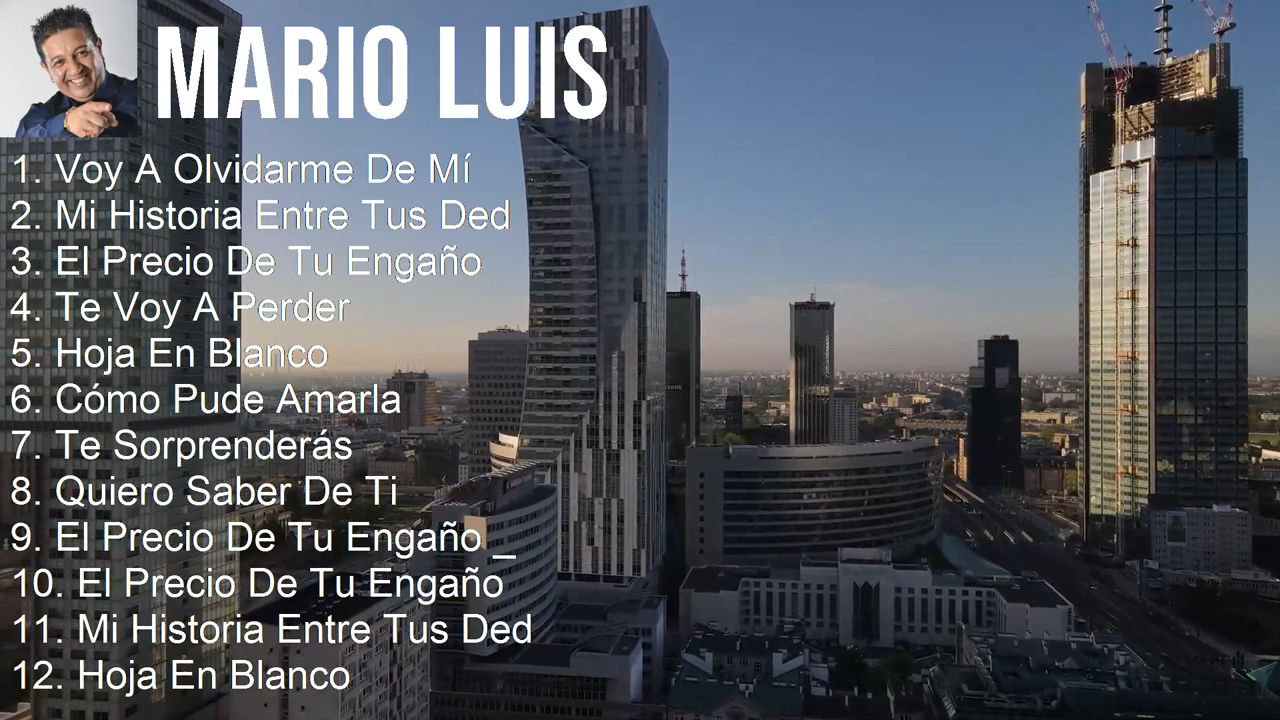 MARIO LUIS
1. Voy A Olvidarme De Mí
2. Mi Historia Entre Tus Ded
3. El Precio De Tu Engaño
4. Te Voy A Perder
5. Hoja En Blanco
6. Cómo Pude Amarla
7. Te Sorprenderás
8. Quiero Saber De Ti
9. El Precio De Tu Engaño _
10. El Precio De Tu Engaño
11. Mi Historia Entre Tus Ded
12. Hoja En Blanco